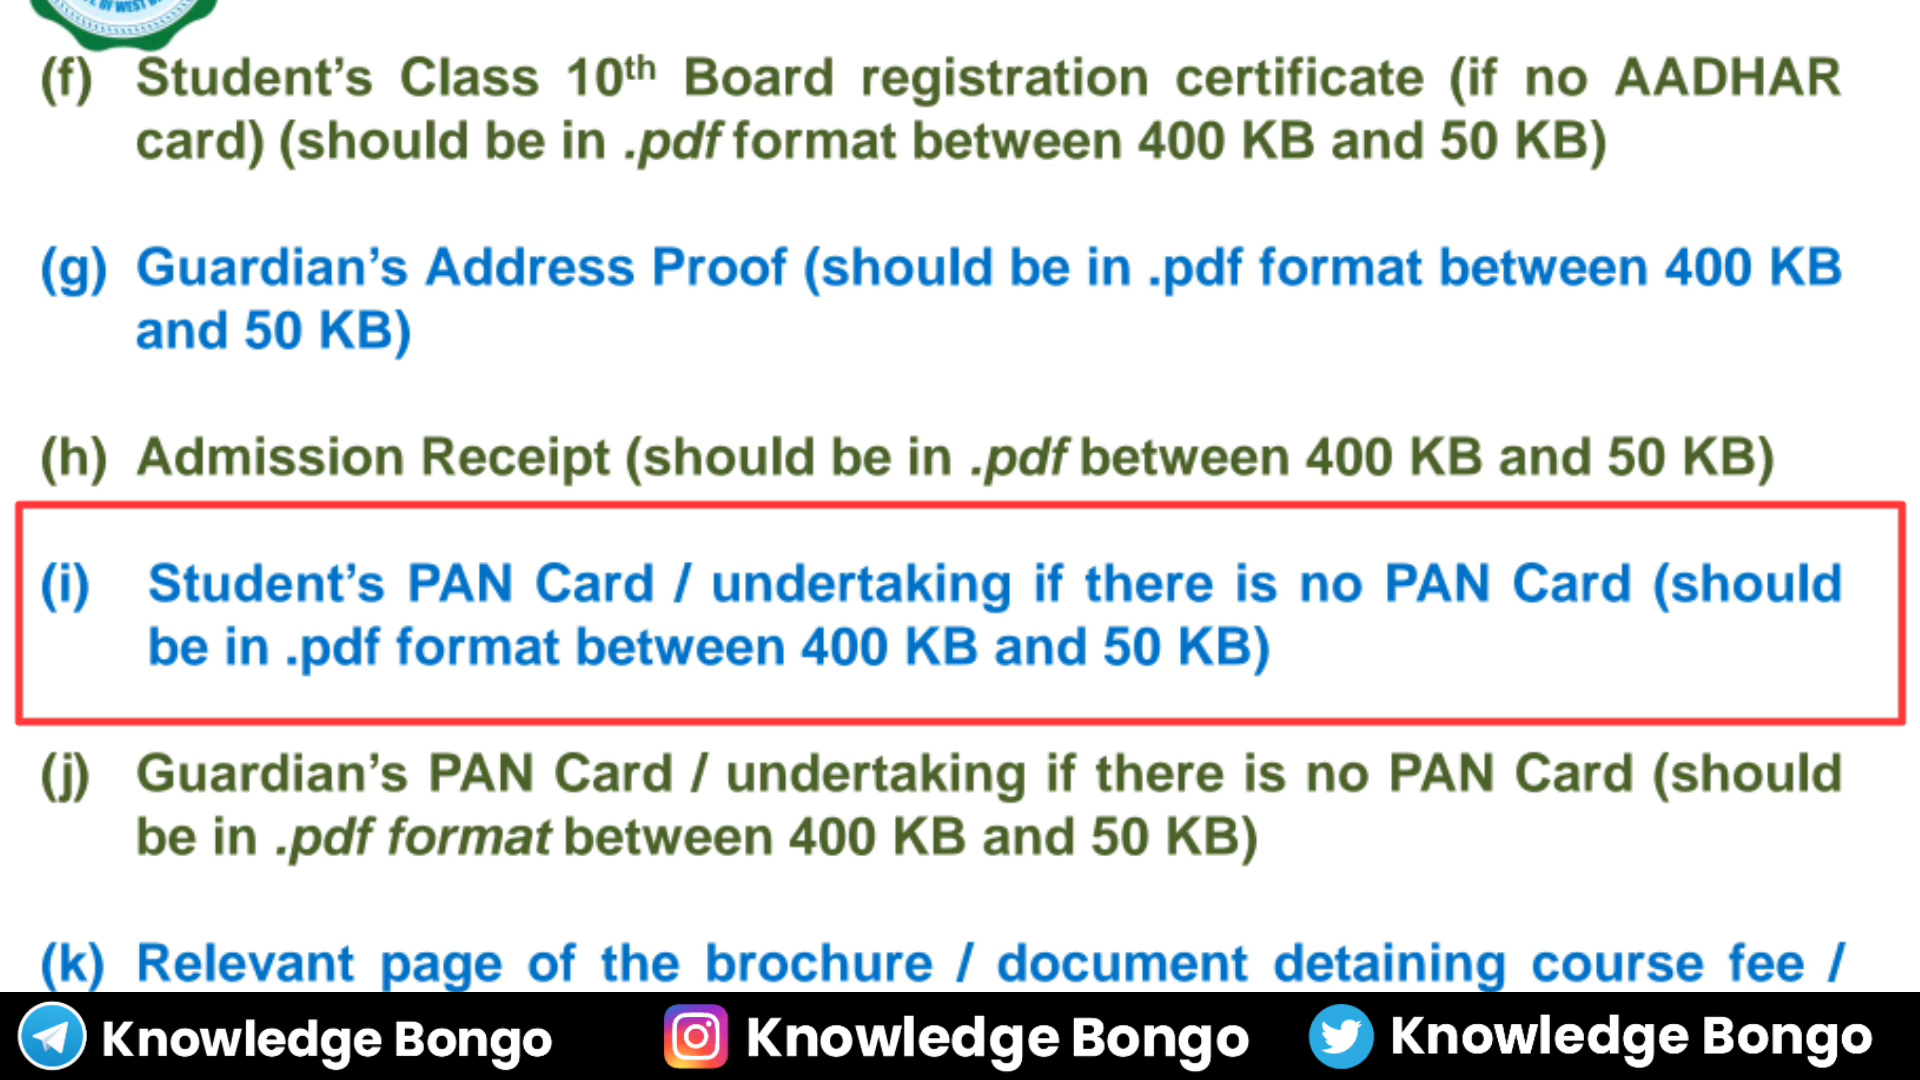 OF WEST
(f) Student’s Class 10th Board registration certificate (if no AADHAR
card) (should be in .pdf format between 400 KB and 50 KB)
(g) Guardian’s Address Proof (should be in .pdf format between 400 KB
and 50 KB)
(h) Admission Receipt (should be in .pdf between 400 KB and 50 KB)
(i) Student’s PAN Card / undertaking if there is no PAN Card (should
be in .pdf format between 400 KB and 50 KB)
(j) Guardian’s PAN Card / undertaking if there is no PAN Card (should
be in .pdf format between 400 KB and 50 KB)
(k) Relevant page of the brochure / document detaining course fee /
Knowledge Bongo Knowledge Bongo Knowledge Bongo